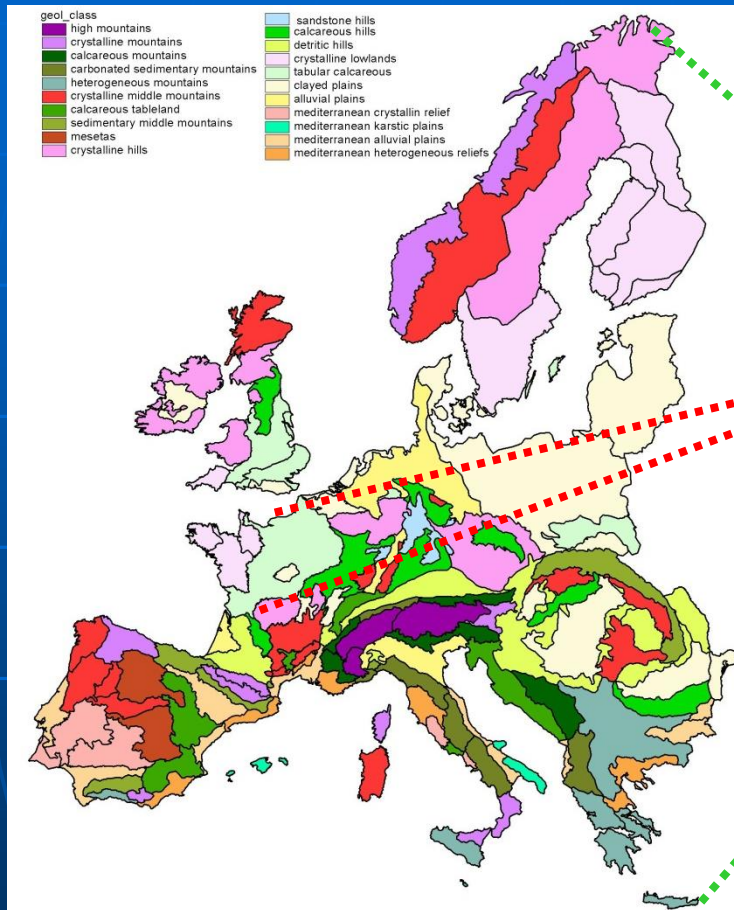 geol_class
high mountains
crystalline mountains
calcareous mountains
carbonated sedimentary mountains
heterogeneous mountains
crystalline middle mountains
calcareous tableland
sedimentary middle mountains
mesetas
crystalline hills
sandstone hills
calcareous hills
detritic hills
crystalline lowlands
tabular calcareous
clayed plains
alluvial plains
mediterranean crystallin relief
mediterranean karstic plains
mediterranean alluvial plains
mediterranean heterogeneous reliefs